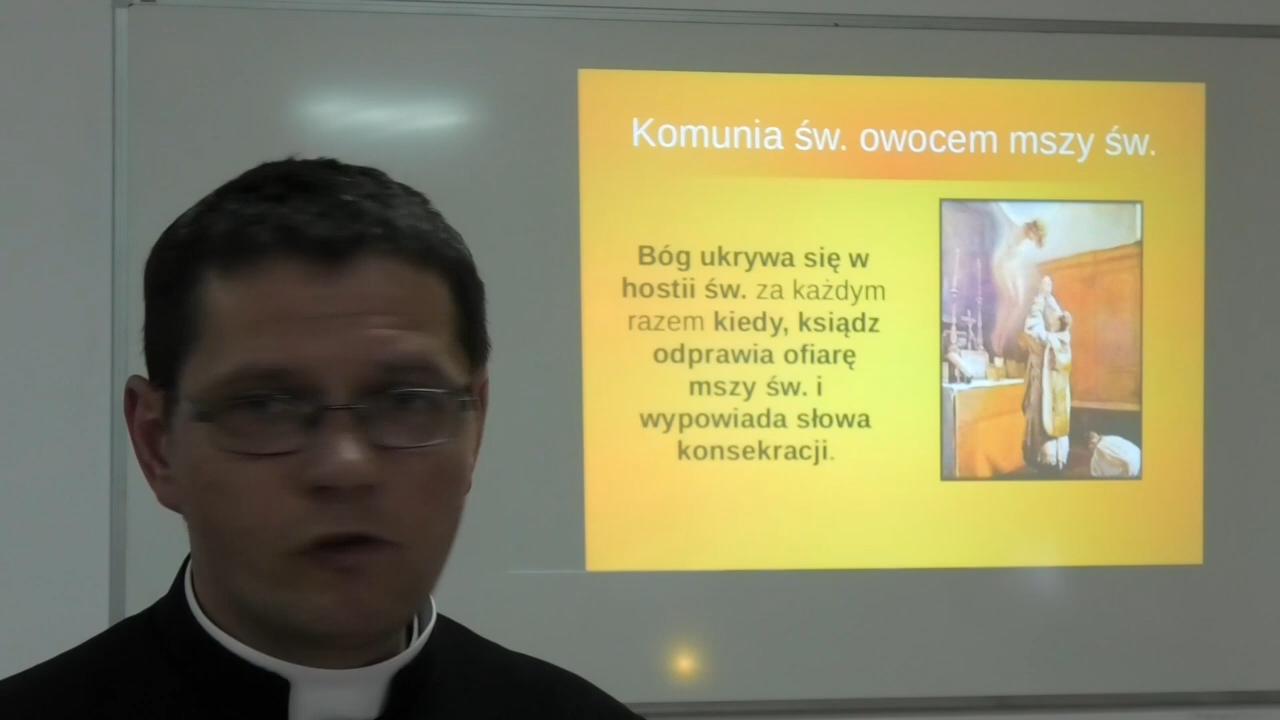 Komunia św. owocem mszy św.
Bóg ukrywa się w
hostii św. za każdym
razem kiedy, ksiądz
odprawia ofiarę
mszy św. i
wypowiada słowa
konsekracji.